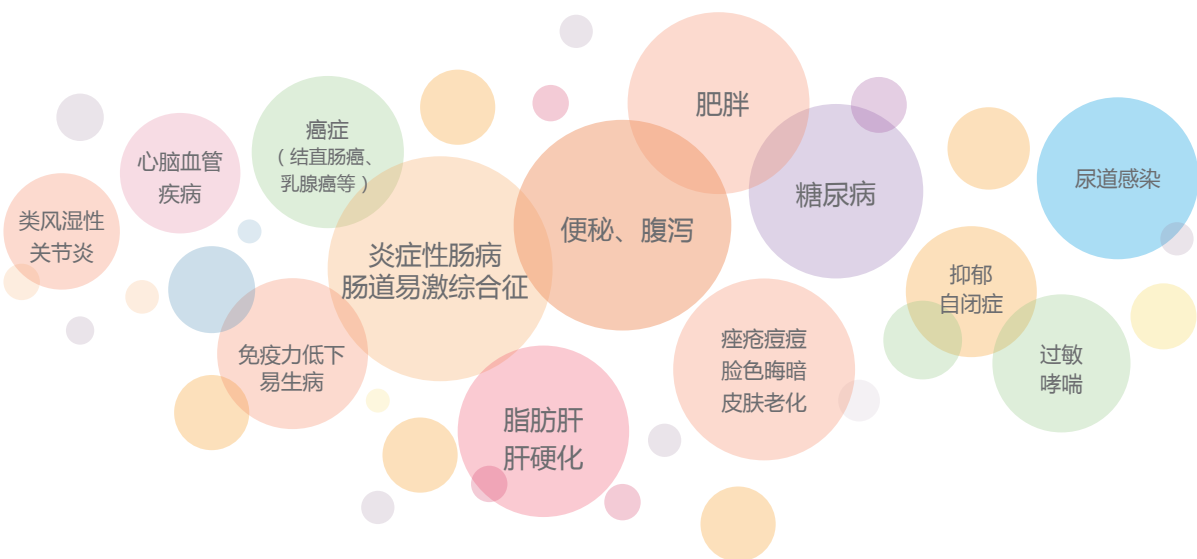 类风湿性
关节炎
心脑血管
疾病
癌症
（结直肠癌、
乳腺癌等）
免疫力低下
易生病
炎症性肠病
肠道易激综合征
便秘、腹泻
脂肪肝
肝硬化
肥胖
糖尿病
痤疮痘痘
脸色晦暗
皮肤老化
抑郁
自闭症
过敏
哮喘
尿道感染